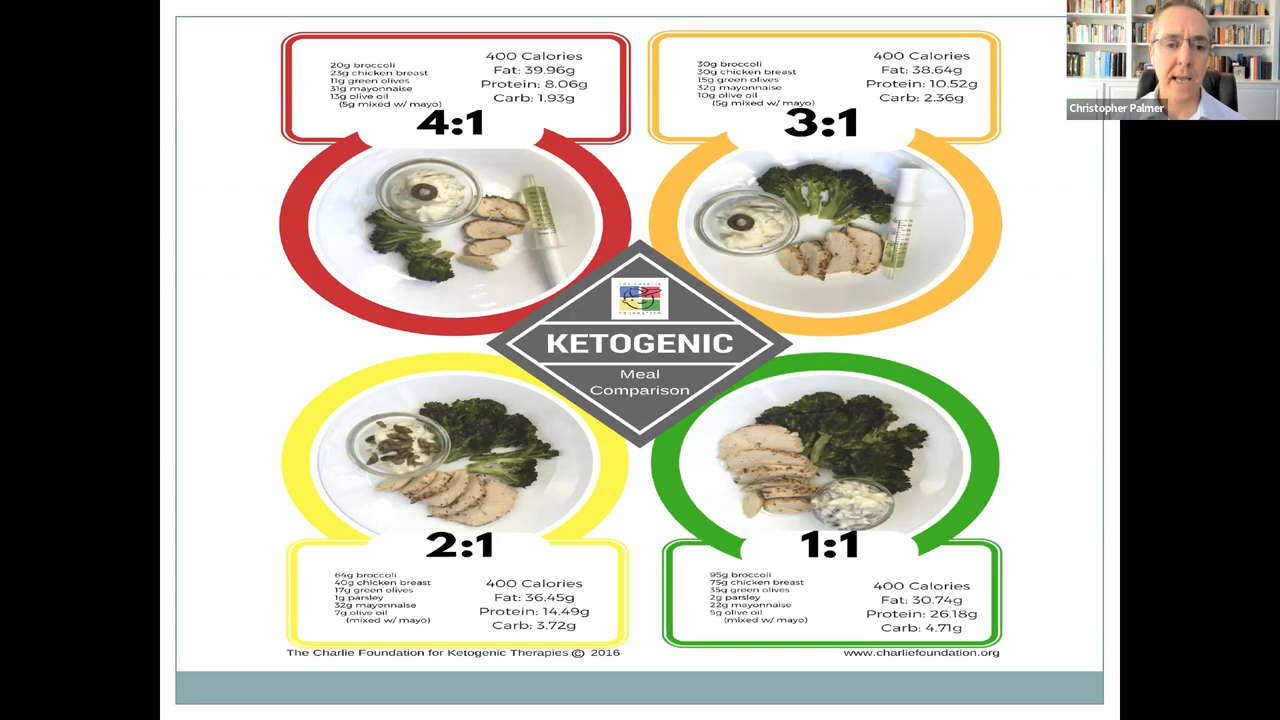 Christopher Palmer
20g broccoli
23g chicken breast
11g green olives
31g mayonnaise
13g olive oil
(5g mixed w/ mayo)
400 Calories
Fat: 39.96g
Protein: 8.06g
Carb: 1.93g
4:1
30g broccoli
30g chicken breast
15g green olives
32g mayonnaise
10g olive oil
(5g mixed w/ mayo)
400 Calories
Fat: 38.64g
Protein: 10.52g
Carb: 2.36g
3:1
THE CHARLIE
FOUNDATION
KETOGENIC
Meal
Comparison
2:1
64g broccoli
40g chicken breast
17g green olives
1g parsley
32g mayonnaise
7g olive oil
(mixed w/ mayo)
400 Calories
Fat: 36.45g
Protein: 14.49g
Carb: 3.72g
1:1
95g broccoli
75g chicken breast
35g green olives
2g parsley
22g mayonnaise
5g olive oil
(mixed w/ mayo)
400 Calories
Fat: 30.74g
Protein: 26.18g
Carb: 4.71g
The Charlie Foundation for Ketogenic Therapies © 2016
www.charliefoundation.org